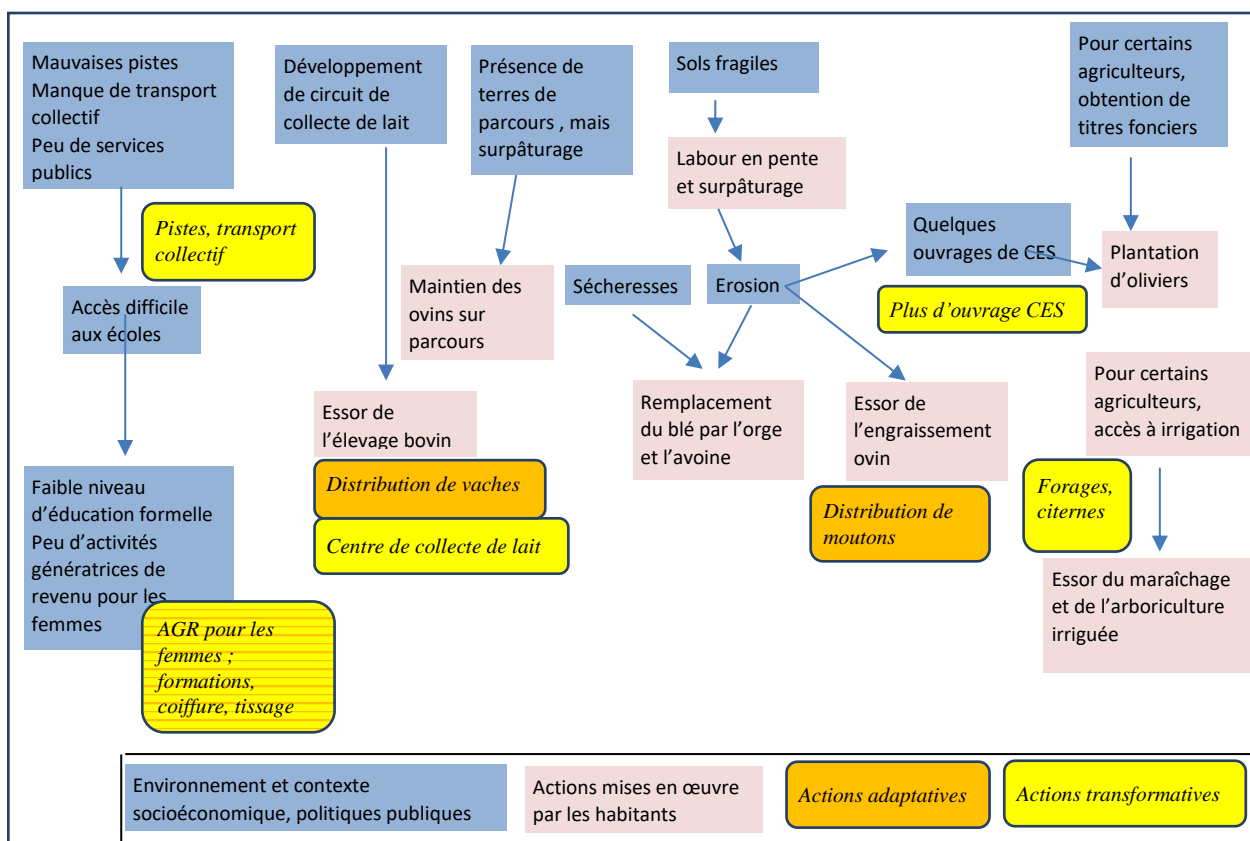 Mauvaises pistes
Manque de transport
collectif
Peu de services
publics
Développement
de circuit de
collecte de lait
Présence de
terres de
parcours , mais
surpâturage
Sols fragiles
Pour certains
agriculteurs,
obtention de
titres fonciers
Labour en pente
et surpâturage
Pistes, transport
collectif
Quelques
ouvrages de CES
Plantation
d’oliviers
Accès difficile
aux écoles
Maintien des
ovins sur
parcours
Sécheresses
Erosion
Plus d’ouvrage CES
Essor de
l’élevage bovin
Remplacement
du blé par l’orge
et l’avoine
Essor de
l’engraissement
ovin
Pour certains
agriculteurs,
accès à irrigation
Faible niveau
d’éducation formelle
Peu d’activités
génératrices de
revenu pour les
femmes
Distribution de vaches
Centre de collecte de lait
Distribution de
moutons
Forages,
citernes
Essor du maraîchage
et de l’arboriculture
irriguée
AGR pour les
femmes ;
formations,
coiffure, tissage
Environnement et contexte
socioéconomique, politiques publiques
Actions mises en œuvre
par les habitants
Actions adaptatives
Actions transformatives